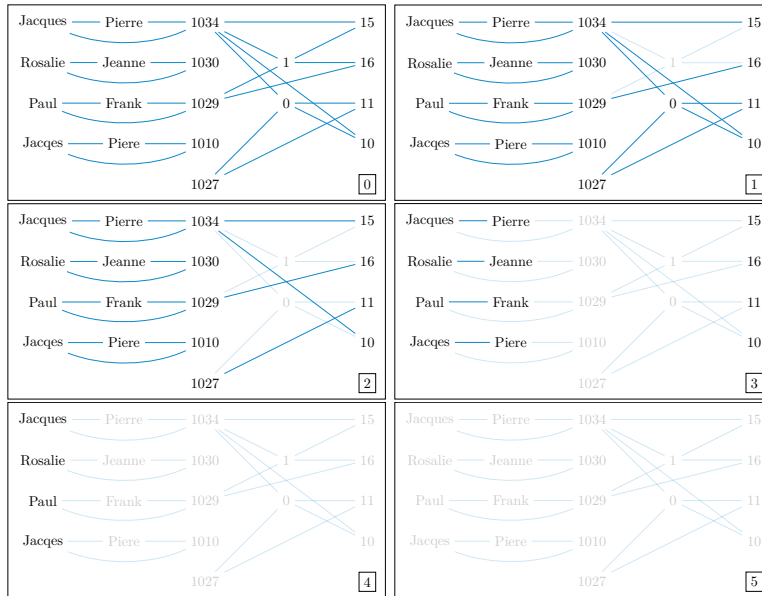 Jacques Pierre 1034 15
Rosalie Jeanne 1030 1 16
Paul Frank 1029 0 11
Jacqes Piere 1010 10
1027 0
Jacques Pierre 1034 15
Rosalie Jeanne 1030 1 16
Paul Frank 1029 0 11
Jacqes Piere 1010 10
1027 1
Jacques Pierre 1034 15
Rosalie Jeanne 1030 1 16
Paul Frank 1029 0 11
Jacqes Piere 1010 10
1027 2
Jacques Pierre 1034 15
Rosalie Jeanne 1030 1 16
Paul Frank 1029 0 11
Jacqes Piere 1010 10
1027 3
Jacques Pierre 1034 15
Rosalie Jeanne 1030 1 16
Paul Frank 1029 0 11
Jacqes Piere 1010 10
1027 4
Jacques Pierre 1034 15
Rosalie Jeanne 1030 1 16
Paul Frank 1029 0 11
Jacqes Piere 1010 10
1027 5